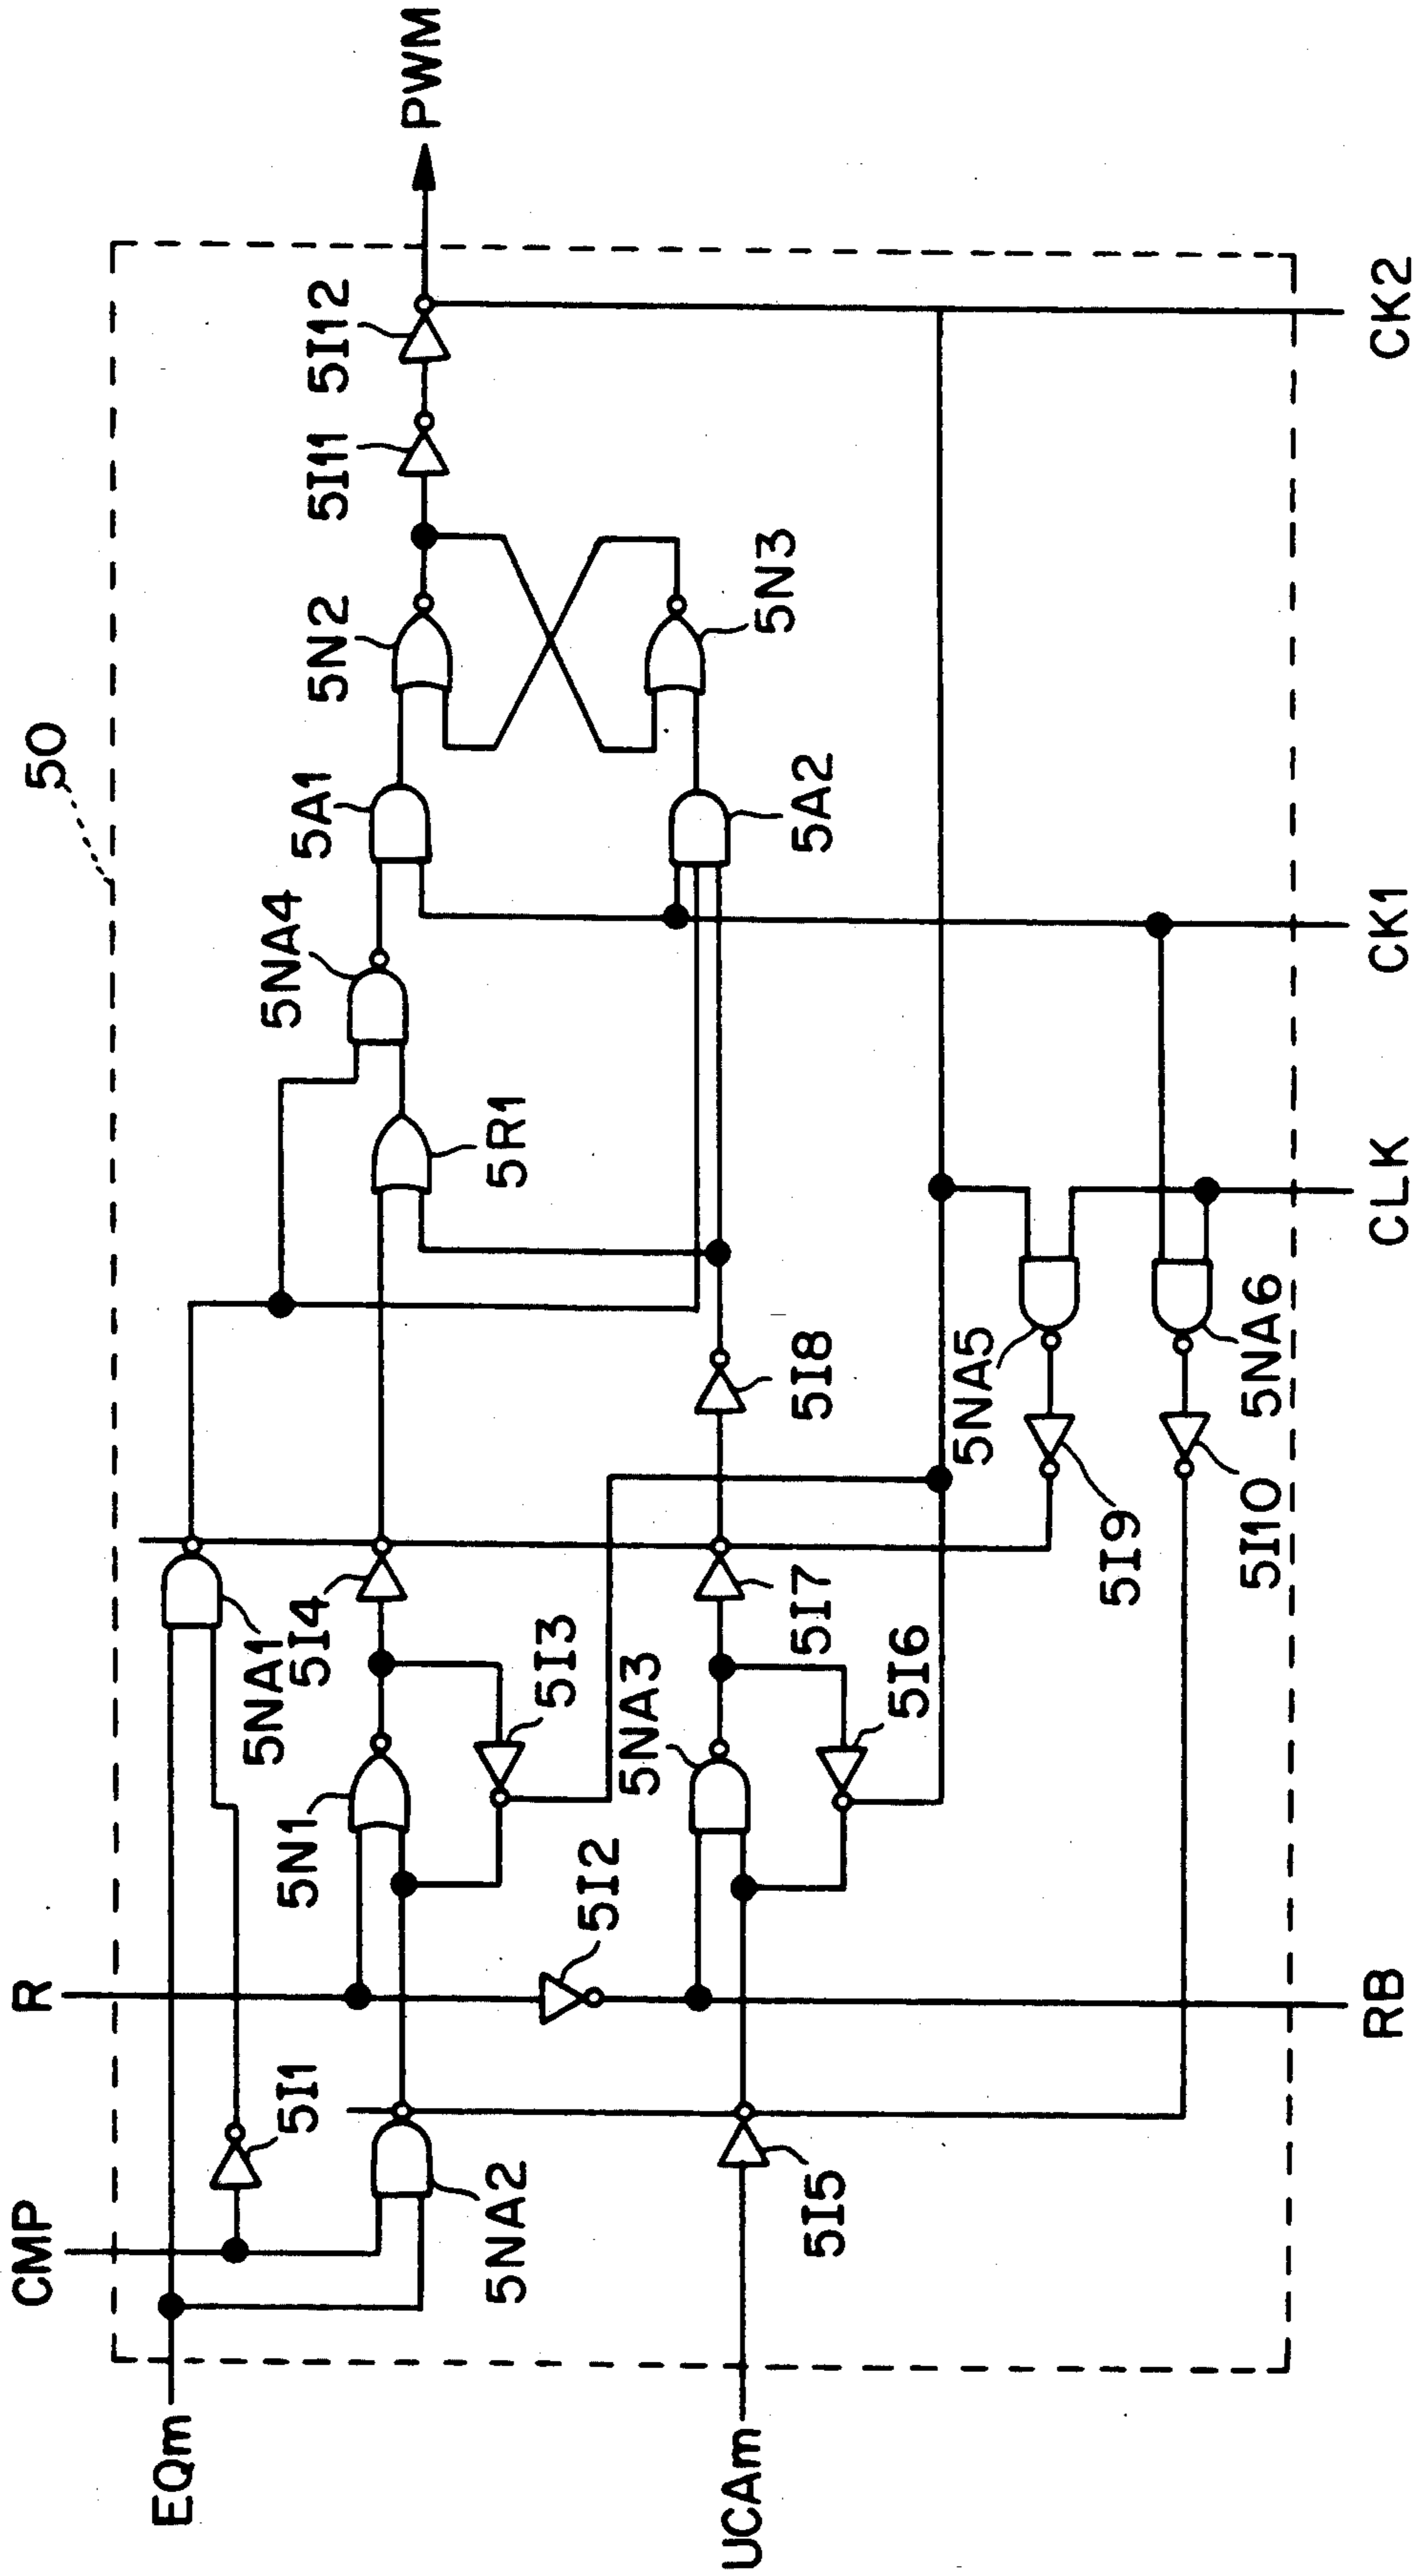 50
CMP
R
EQm
UCAm
RB
CLK
CK1
CK2
PWM
5I1
5NA2
5I5
5I2
5N1
5I3
5NA1
5I4
5NA3
5I6
5I7
5I8
5I9
5I10
5NA5
5NA6
5R1
5NA4
5A1
5A2
5N2
5N3
5I11
5I12